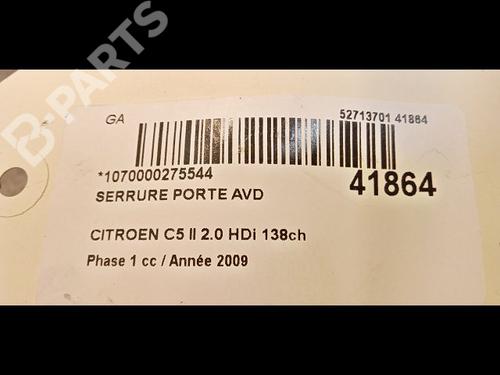 B-PARTS
GA
52713701 41864
*1070000275544
41864
SERRURE PORTE AVD
CITROEN C5 II 2.0 HDi 138ch
Phase 1 cc / Année 2009